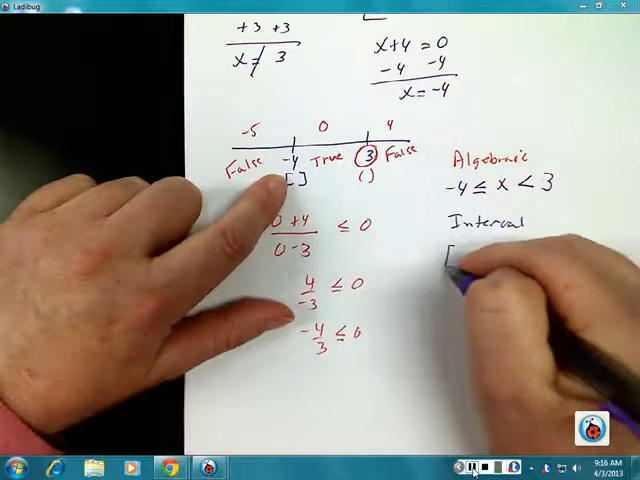 Ladibug
+3 +3
x ≠ 3
x+4 = 0
-4 -4
x = -4
-5 0 4
-4 3
False True False
[ ] ( )
0+4
0-3 ≤ 0
4
-3 ≤ 0
-4
3 ≤ 0
Algebraic
-4 ≤ x < 3
Interval
[
9:16 AM
4/3/2013